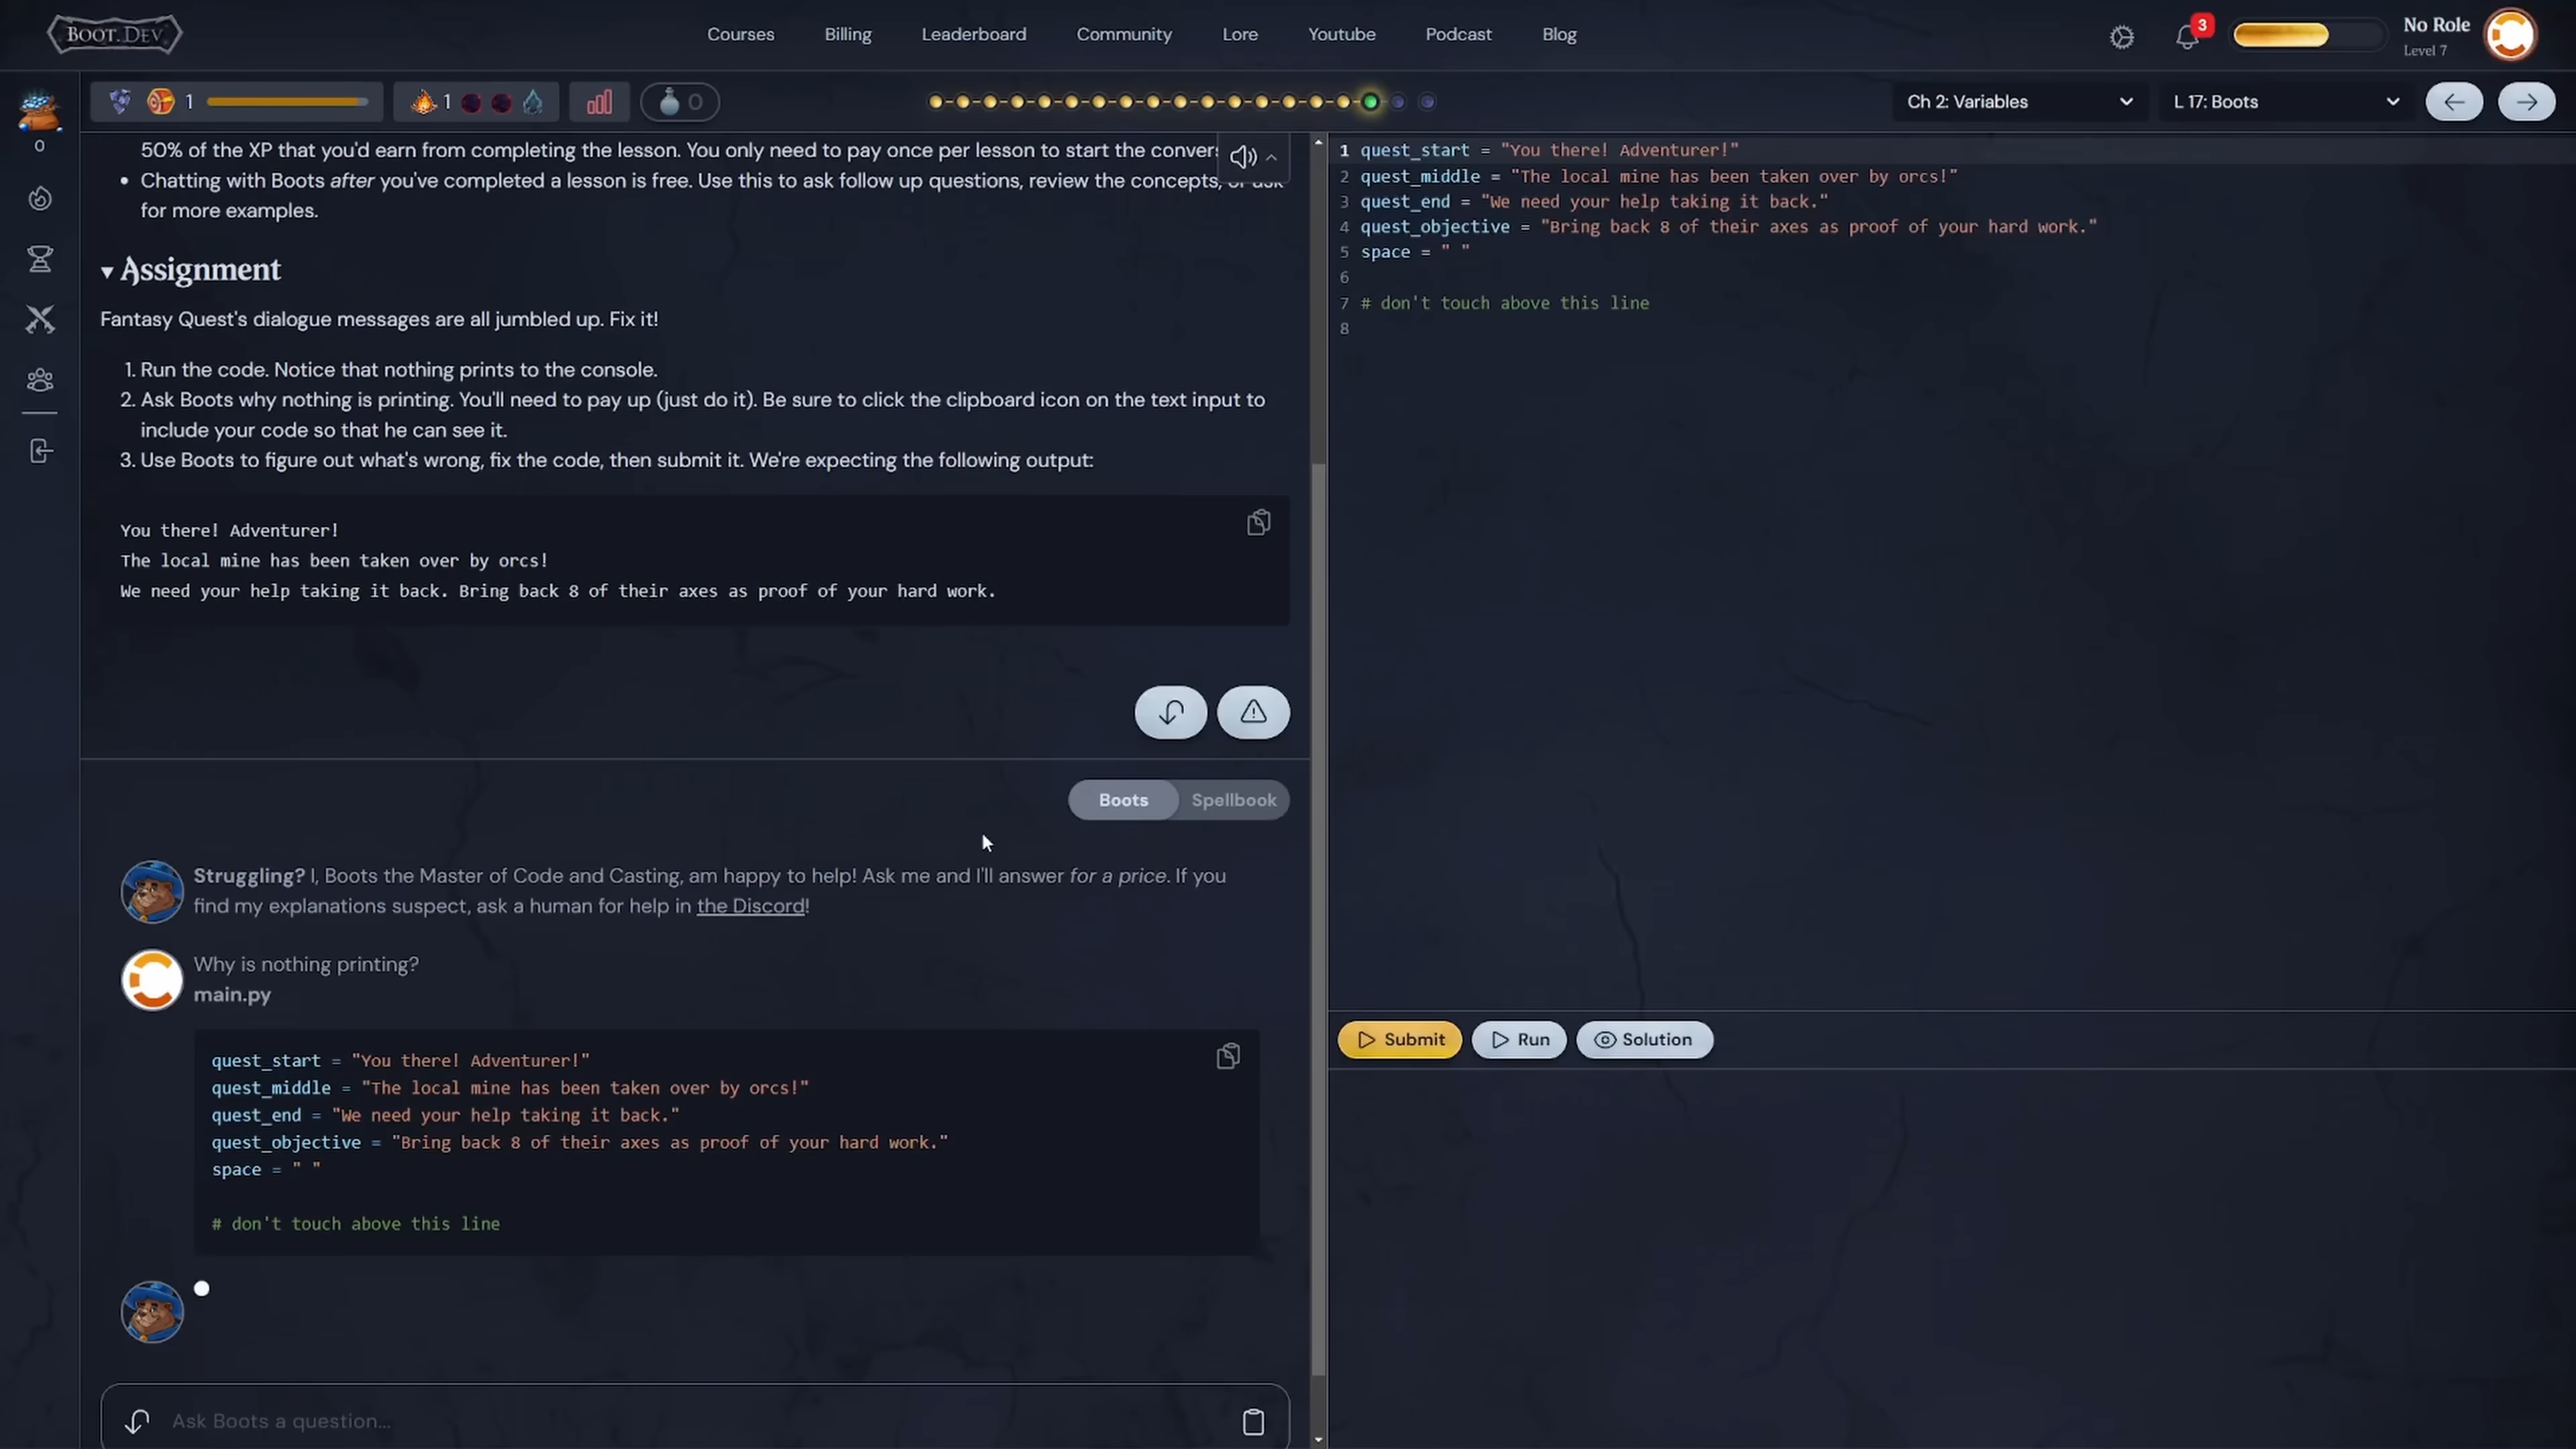 BOOT.DEV
Courses
Billing
Leaderboard
Community
Lore
Youtube
Podcast
Blog
3
No Role
Level 7
0
1
1
0
Ch 2: Variables
L 17: Boots
50% of the XP that you'd earn from completing the lesson. You only need to pay once per lesson to start the
• Chatting with Boots after you've completed a lesson is free. Use this to ask follow up questions, review the concepts, or ask
for more examples.
▾ Assignment
Fantasy Quest's dialogue messages are all jumbled up. Fix it!
1. Run the code. Notice that nothing prints to the console.
2. Ask Boots why nothing is printing. You'll need to pay up (just do it). Be sure to click the clipboard icon on the text input to
include your code so that he can see it.
3. Use Boots to figure out what's wrong, fix the code, then submit it. We're expecting the following output:
You there! Adventurer!
The local mine has been taken over by orcs!
We need your help taking it back. Bring back 8 of their axes as proof of your hard work.
Boots
Spellbook
Struggling? I, Boots the Master of Code and Casting, am happy to help! Ask me and I'll answer for a price. If you
find my explanations suspect, ask a human for help in the Discord!
Why is nothing printing?
main.py
quest_start = "You there! Adventurer!"
quest_middle = "The local mine has been taken over by orcs!"
quest_end = "We need your help taking it back."
quest_objective = "Bring back 8 of their axes as proof of your hard work."
space = " "
# don't touch above this line
Ask Boots a question...
1 quest_start = "You there! Adventurer!"
2 quest_middle = "The local mine has been taken over by orcs!"
3 quest_end = "We need your help taking it back."
4 quest_objective = "Bring back 8 of their axes as proof of your hard work."
5 space = " "
6
7 # don't touch above this line
8
Submit
Run
Solution